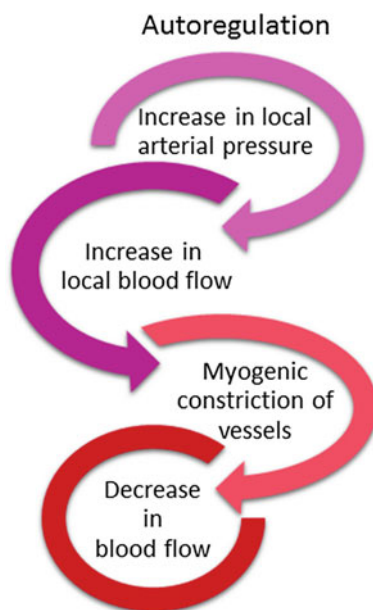 Autoregulation
Increase in local
arterial pressure
Increase in
local blood flow
Myogenic
constriction of
vessels
Decrease
in
blood flow